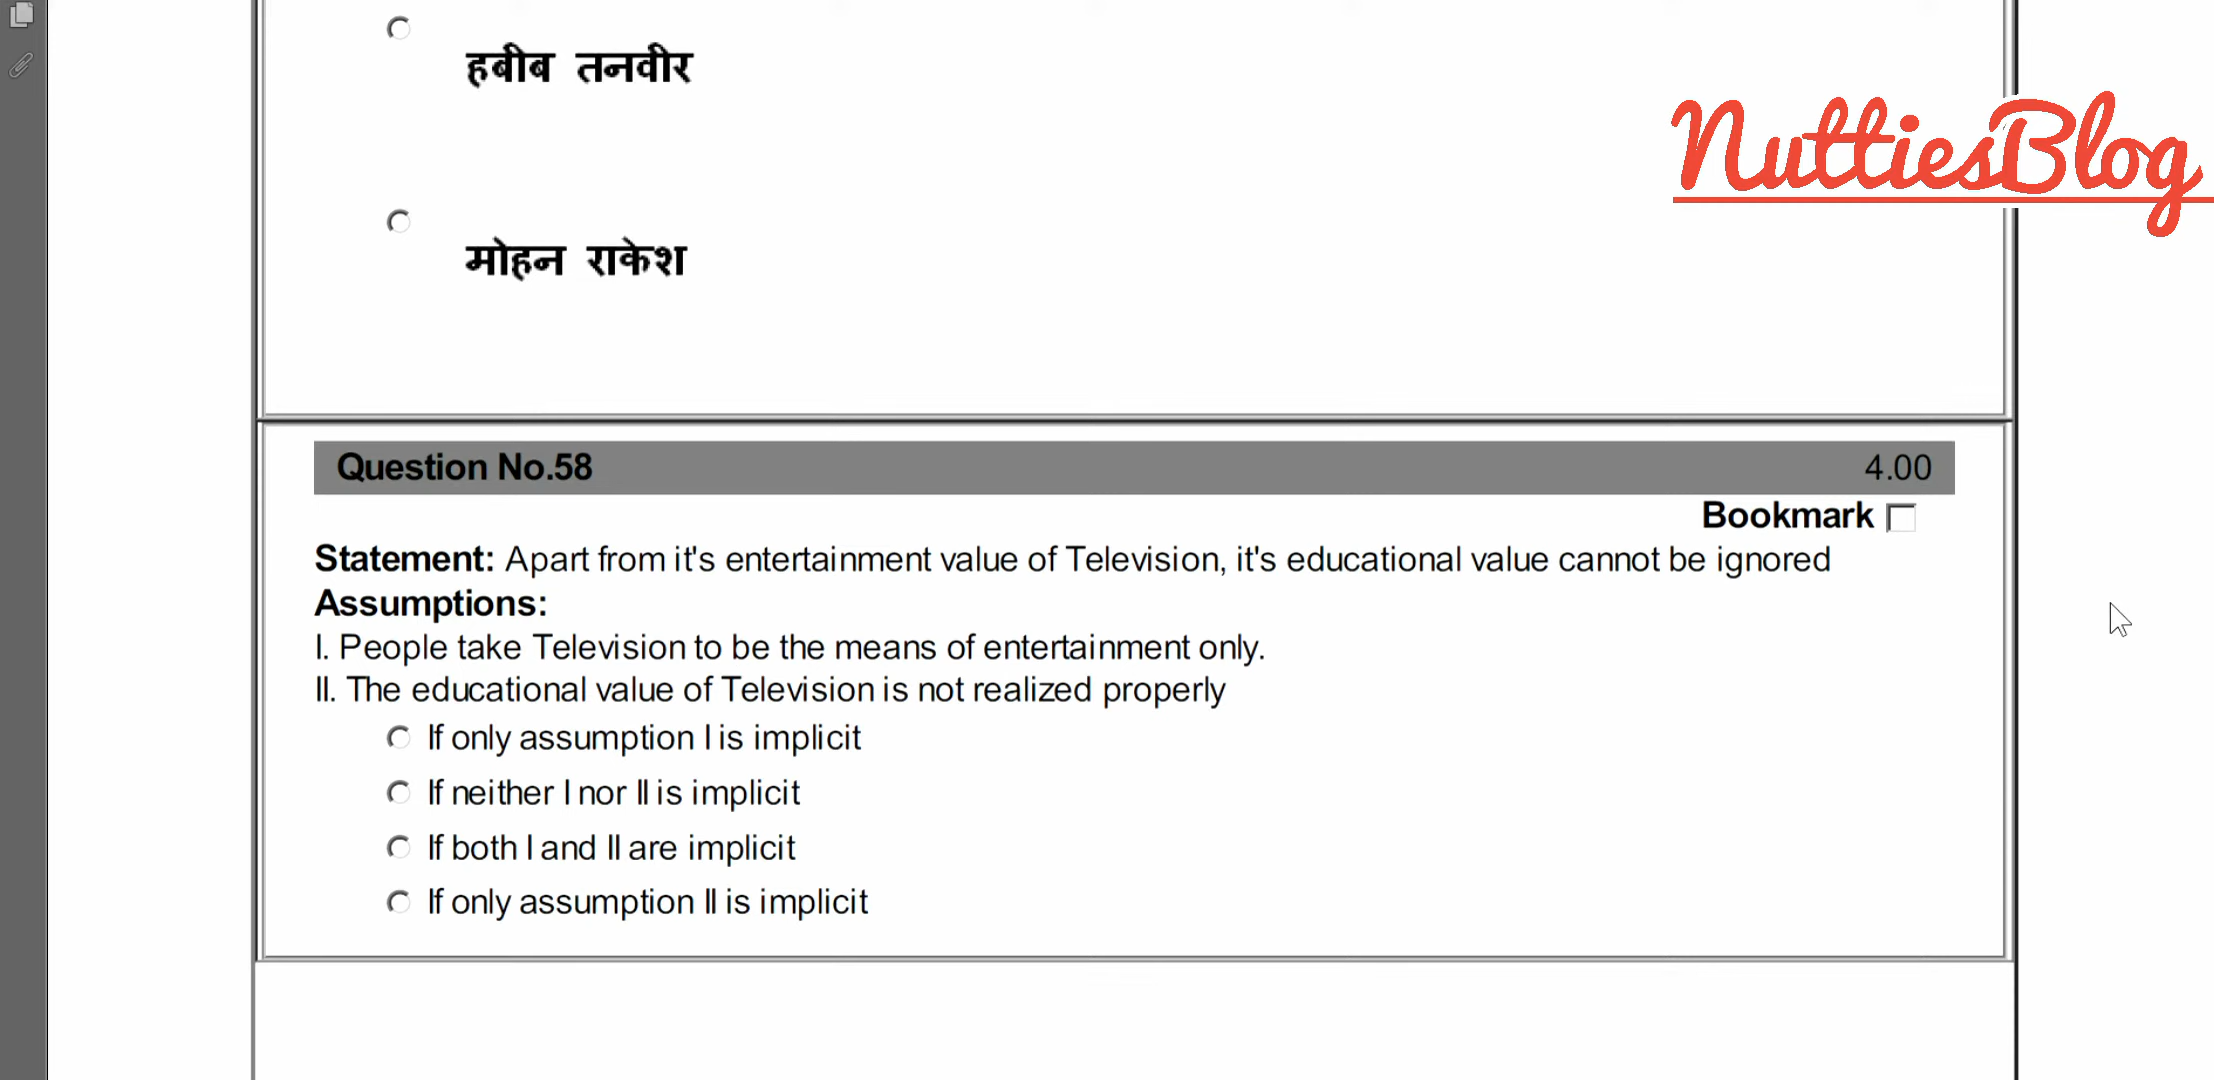 हबीब तनवीर
NuttiesBlog
मोहन राकेश
Question No.58 4.00
Bookmark
Statement: Apart from it's entertainment value of Television, it's educational value cannot be ignored
Assumptions:
I. People take Television to be the means of entertainment only.
II. The educational value of Television is not realized properly
If only assumption I is implicit
If neither I nor II is implicit
If both I and II are implicit
If only assumption II is implicit